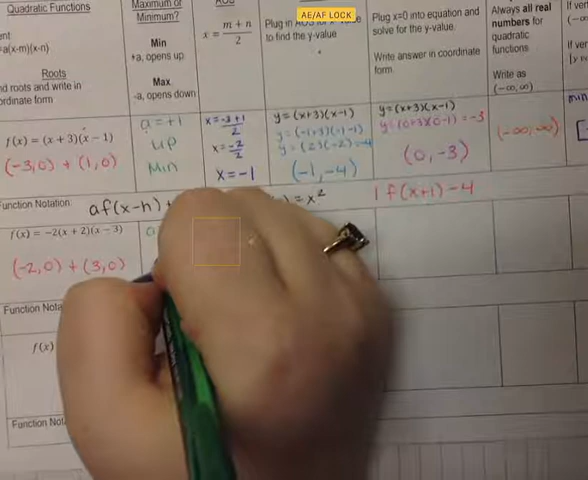 AE/AF LOCK
Quadratic Functions
Maximum or
Minimum?
AOS
Plug in AOS
to find the y-value.
Plug x=0 into equation and
solve for the y-value.
Write answer in coordinate
form.
Always all real
numbers for
quadratic
functions
Write as
(-∞,∞)
a(x-m)(x-n)
Roots
nd roots and write in
ordinate form
Min
+a, opens up
Max
-a, opens down
x = m + n / 2
f(x) = (x + 3)(x − 1)
(-3,0) + (1,0)
a = +1
UP
Min
x = -3+1 / 2
x = -2 / 2
x = -1
y = (x+3)(x-1)
y = (-1+3)(-1-1)
y = (2)(-2) = -4
(-1, -4)
y = (x+3)(x-1)
y = (0+3)(0-1) = -3
(0, -3)
(-∞, ∞)
min
Function Notation:
af(x-h)
= x²
1 f(x+1) - 4
f(x) = −2(x + 2)(x − 3)
(-2,0) + (3,0)
a
Function Nota
f(x)
Function Not